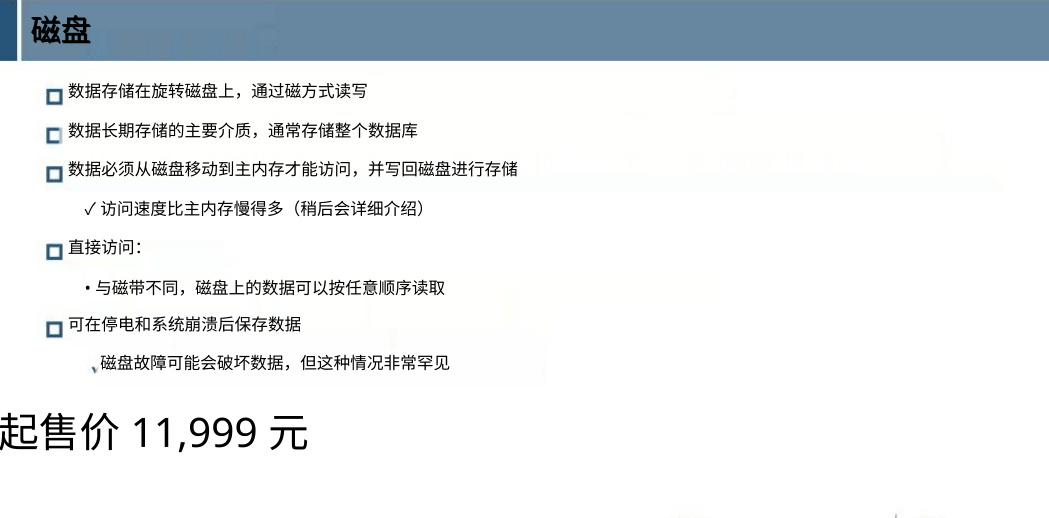 磁盘
数据存储在旋转磁盘上，通过磁方式读写
数据长期存储的主要介质，通常存储整个数据库
数据必须从磁盘移动到主内存才能访问，并写回磁盘进行存储
✓ 访问速度比主内存慢得多（稍后会详细介绍）
直接访问：
• 与磁带不同，磁盘上的数据可以按任意顺序读取
可在停电和系统崩溃后保存数据
磁盘故障可能会破坏数据，但这种情况非常罕见
起售价 11,999 元